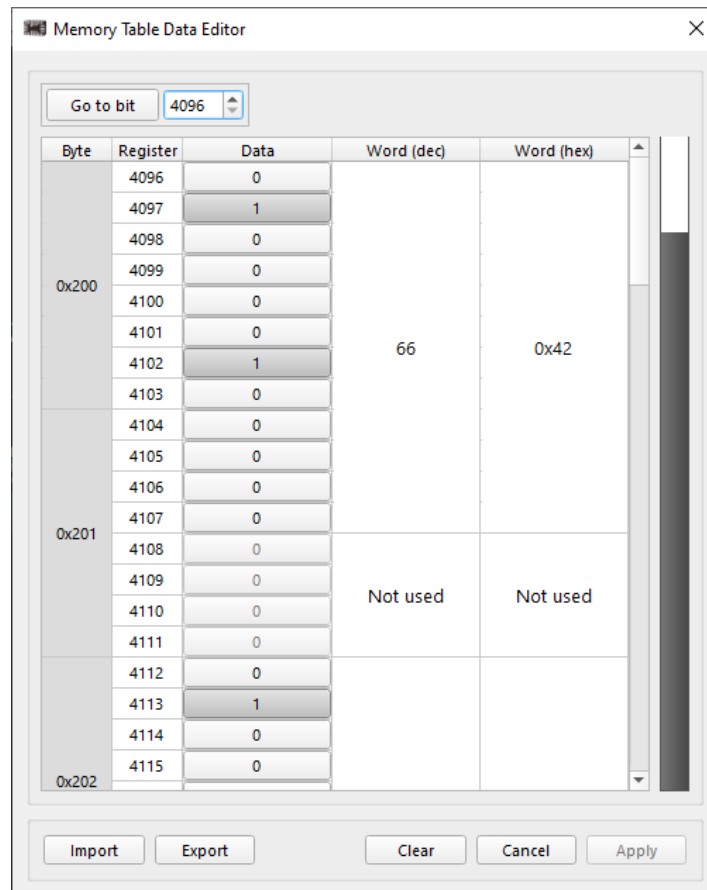 Memory Table Data Editor
Go to bit 4096
Byte Register Data Word (dec) Word (hex)
4096 0
4097 1
4098 0
4099 0
0x200
4100 0
4101 0
66 0x42
4102 1
4103 0
4104 0
4105 0
4106 0
4107 0
0x201
4108 0
4109 0
Not used Not used
4110 0
4111 0
4112 0
4113 1
4114 0
4115 0
0x202
Import Export Clear Cancel Apply